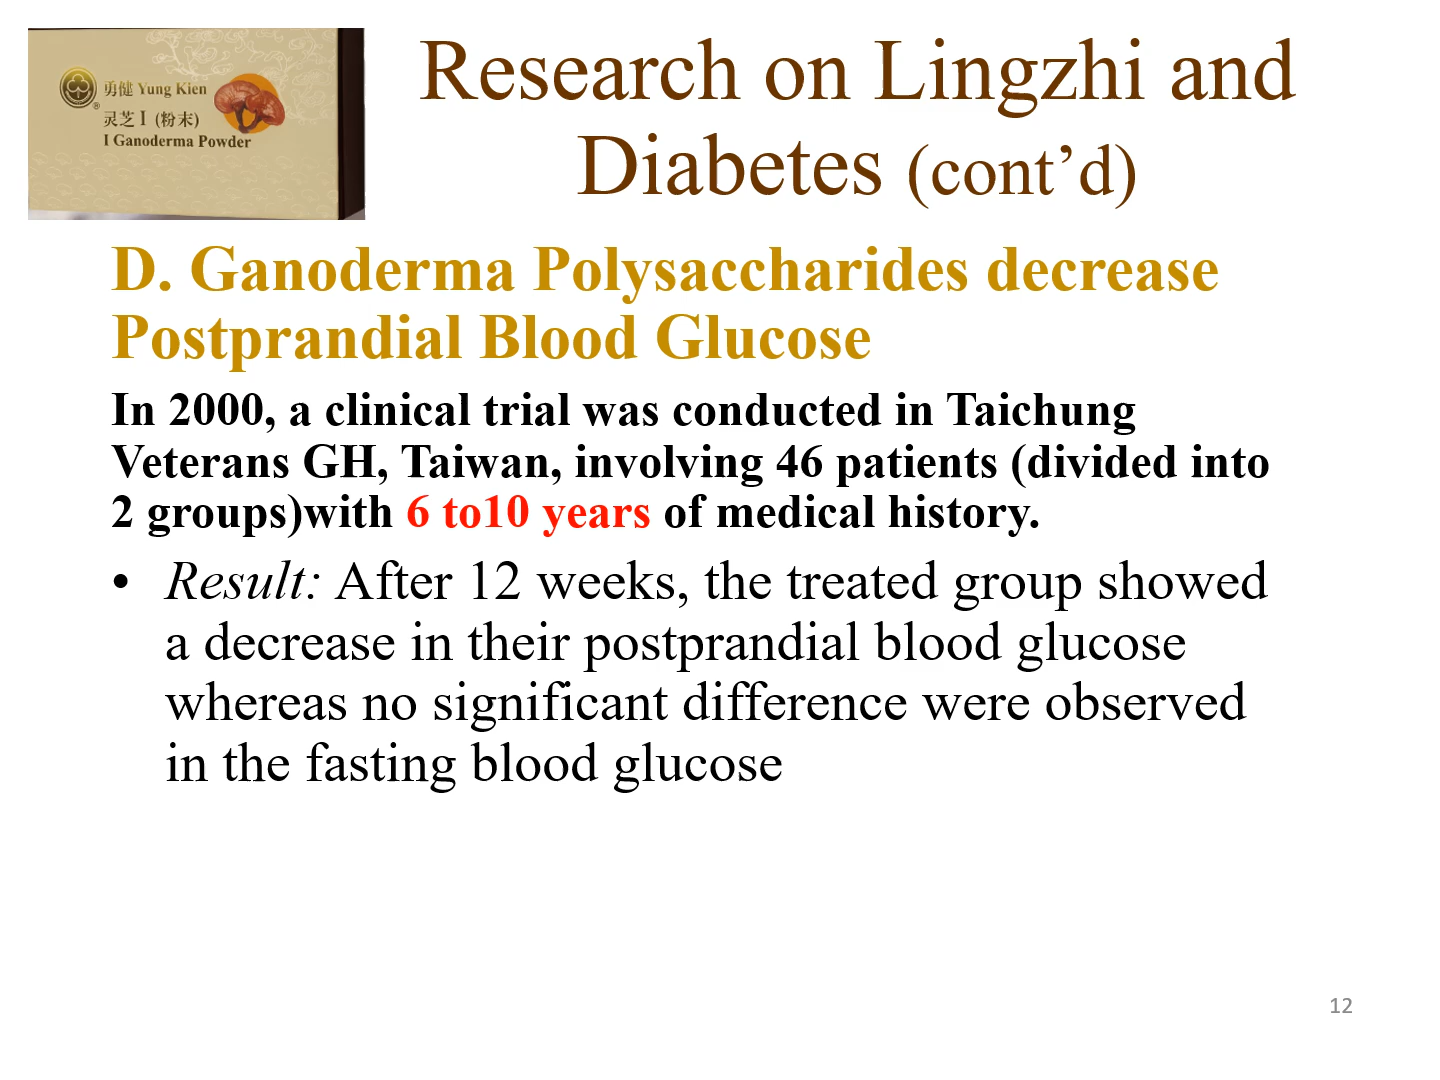 勇健 Yung Kien
®
灵芝 I (粉末)
I Ganoderma Powder
Research on Lingzhi and
Diabetes (cont’d)
D. Ganoderma Polysaccharides decrease
Postprandial Blood Glucose
In 2000, a clinical trial was conducted in Taichung
Veterans GH, Taiwan, involving 46 patients (divided into
2 groups)with 6 to10 years of medical history.
• Result: After 12 weeks, the treated group showed
a decrease in their postprandial blood glucose
whereas no significant difference were observed
in the fasting blood glucose
12